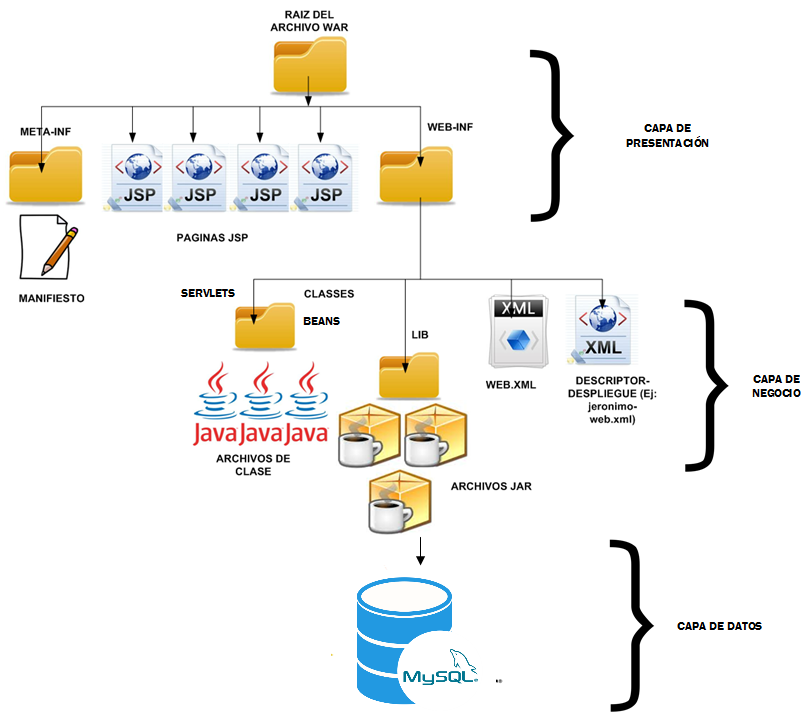 RAIZ DEL
ARCHIVO WAR
META-INF
WEB-INF
CAPA DE
PRESENTACIÓN
JSP
JSP
JSP
JSP
PAGINAS JSP
MANIFIESTO
SERVLETS
CLASSES
BEANS
LIB
XML
XML
WEB.XML
DESCRIPTOR-
DESPLIEGUE (Ej:
jeronimo-
web.xml)
CAPA DE
NEGOCIO
Java
Java
Java
ARCHIVOS DE
CLASE
ARCHIVOS JAR
CAPA DE DATOS
MySQL